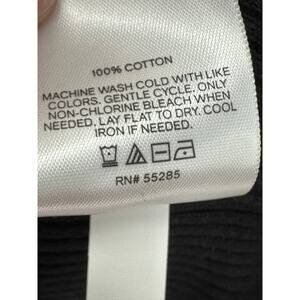 100% COTTON
MACHINE WASH COLD WITH LIKE
COLORS. GENTLE CYCLE. ONLY
NON-CHLORINE BLEACH WHEN
NEEDED. LAY FLAT TO DRY. COOL
IRON IF NEEDED.
RN# 55285